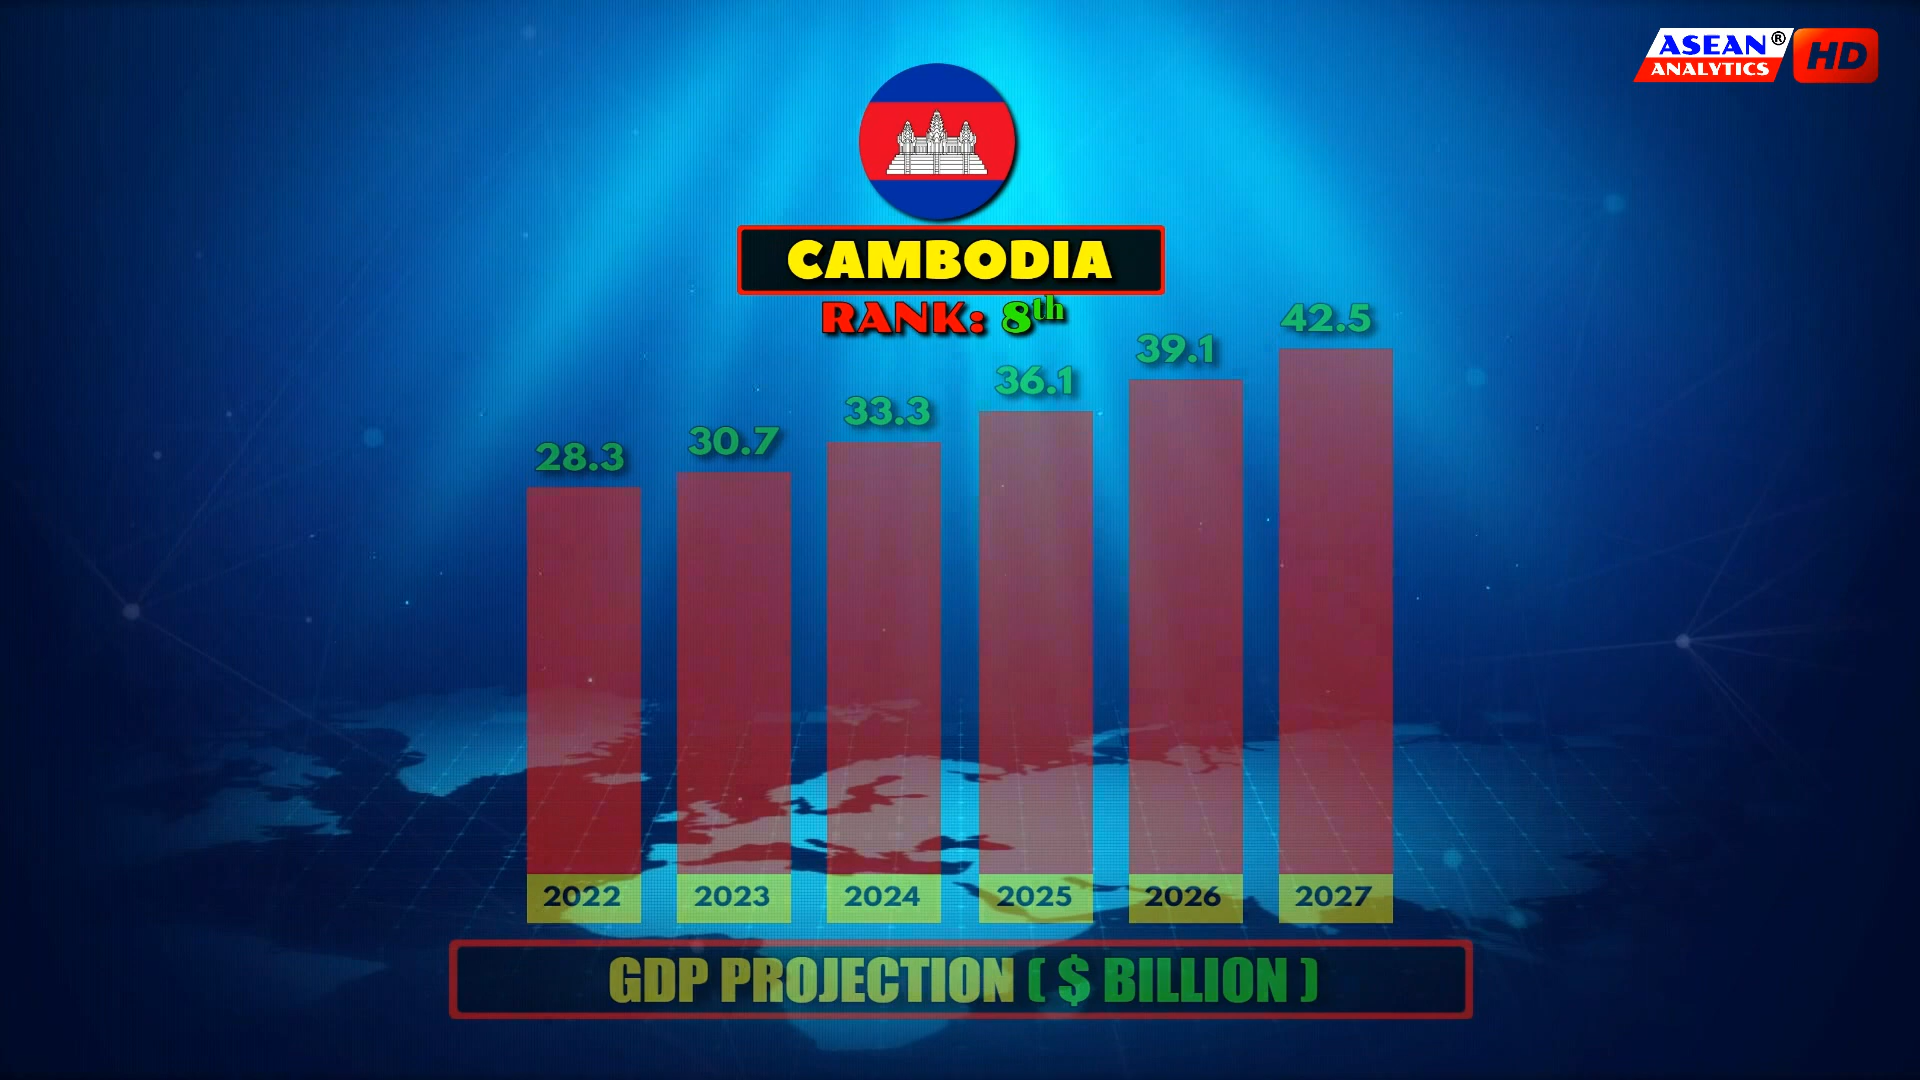 ASEAN®
ANALYTICS
HD
CAMBODIA
RANK: 8th
28.3
30.7
33.3
36.1
39.1
42.5
2022
2023
2024
2025
2026
2027
GDP PROJECTION ( $ BILLION )